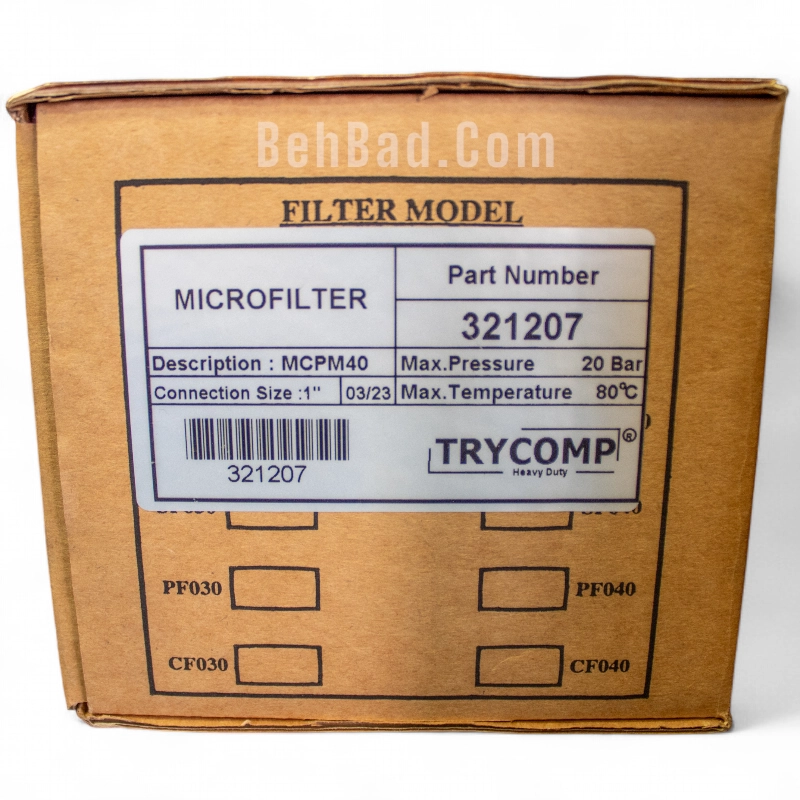 BehBad.Com
FILTER MODEL
MICROFILTER
Part Number
321207
Description : MCPM40
Max.Pressure 20 Bar
Connection Size :1" 03/23
Max.Temperature 80℃
321207
TRYCOMP®
Heavy Duty
PF030
PF040
CF030
CF040